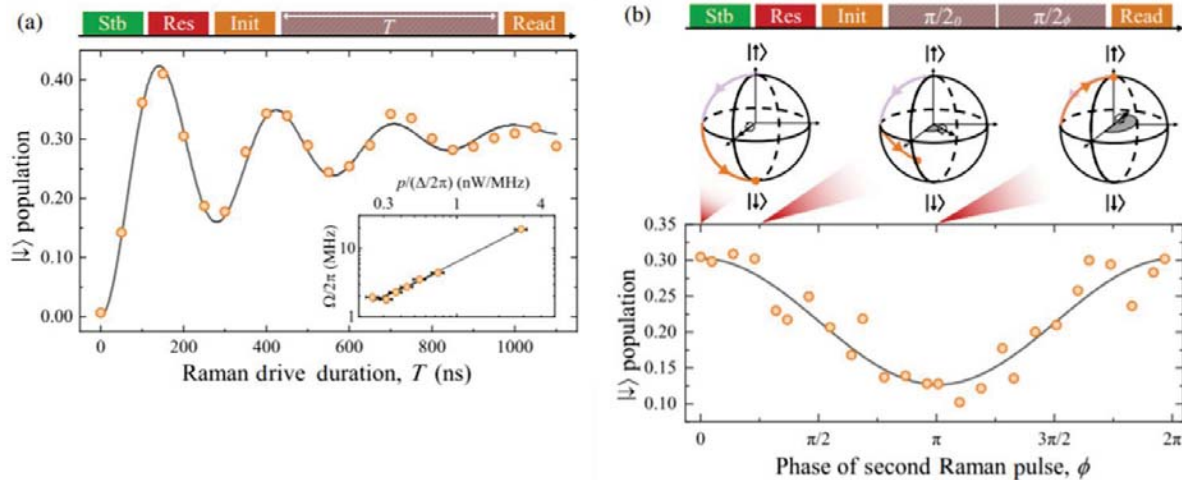 (a)
Stb Res Init T Read
|↓⟩ population
0.40
0.30
0.20
0.10
0.00
0 200 400 600 800 1000
Raman drive duration, T (ns)
p/(Δ/2π) (nW/MHz)
0.3 1 4
Ω/2π (MHz)
10
1
(b)
Stb Res Init π/2₀ π/2ϕ Read
|↑⟩ |↑⟩ |↑⟩
|↓⟩ |↓⟩ |↓⟩
|↓⟩ population
0.30
0.25
0.20
0.15
0.10
0 π/2 π 3π/2 2π
Phase of second Raman pulse, ϕ